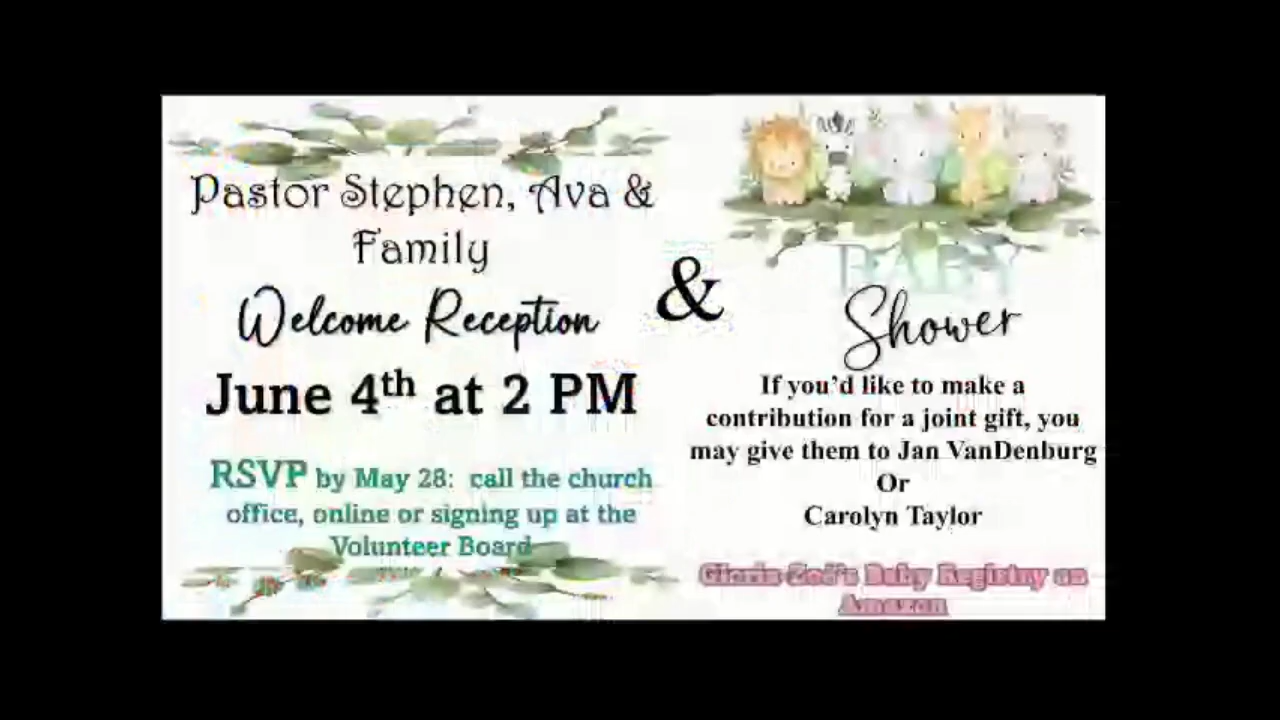 Pastor Stephen, Ava &
Family
Welcome Reception
June 4th at 2 PM
RSVP by May 28: call the church
office, online or signing up at the
Volunteer Board
&
BABY
Shower
If you’d like to make a
contribution for a joint gift, you
may give them to Jan VanDenburg
Or
Carolyn Taylor
Baby Registry on
Amazon